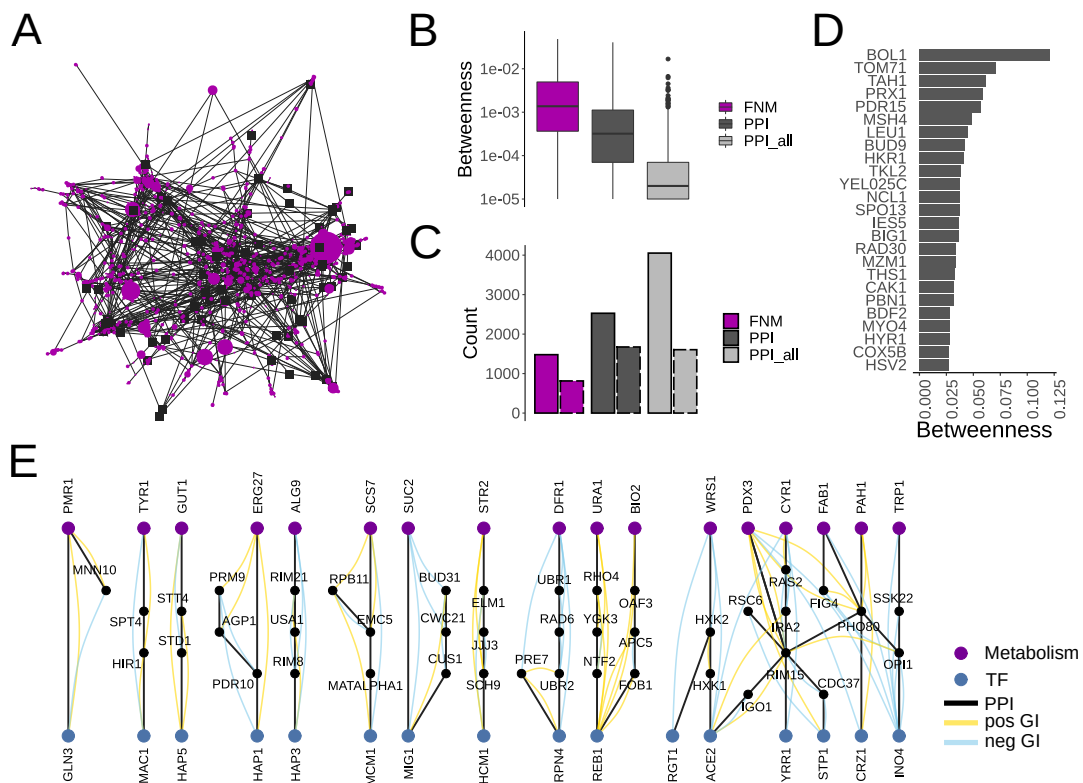 A
B
Betweenness
1e-02
1e-03
1e-04
1e-05
FNM
PPI
PPI_all
C
Count
4000
3000
2000
1000
0
FNM
PPI
PPI_all
D
BOL1
TOM71
TAH1
PRX1
PDR15
MSH4
LEU1
BUD9
HKR1
TKL2
YEL025C
NCL1
SPO13
IES5
BIG1
RAD30
MZM1
THS1
CAK1
PBN1
BDF2
MYO4
HYR1
COX5B
HSV2
0.000
0.025
0.050
0.075
0.100
0.125
Betweenness
E
PMR1
TYR1
GUT1
ERG27
ALG9
SCS7
SUC2
STR2
DFR1
URA1
BIO2
WRS1
PDX3
CYR1
FAB1
PAH1
TRP1
MNN10
SPT4
HIR1
STT4
STD1
PRM9
AGP1
PDR10
RIM21
USA1
RIM8
RPB11
EMC5
MATALPHA1
BUD31
CWC21
CUS1
ELM1
JJJ3
SCH9
UBR1
RAD6
PRE7
UBR2
RHO4
YGK3
NTF2
OAF3
APC5
FOB1
HXK2
HXK1
RSC6
RAS2
IRA2
RIM15
IGO1
FIG4
CDC37
PHO80
SSK22
OPI1
GLN3
MAC1
HAP5
HAP1
HAP3
MCM1
MIG1
HCM1
RPN4
REB1
RGT1
ACE2
YRR1
STP1
CRZ1
INO4
Metabolism
TF
PPI
pos GI
neg GI